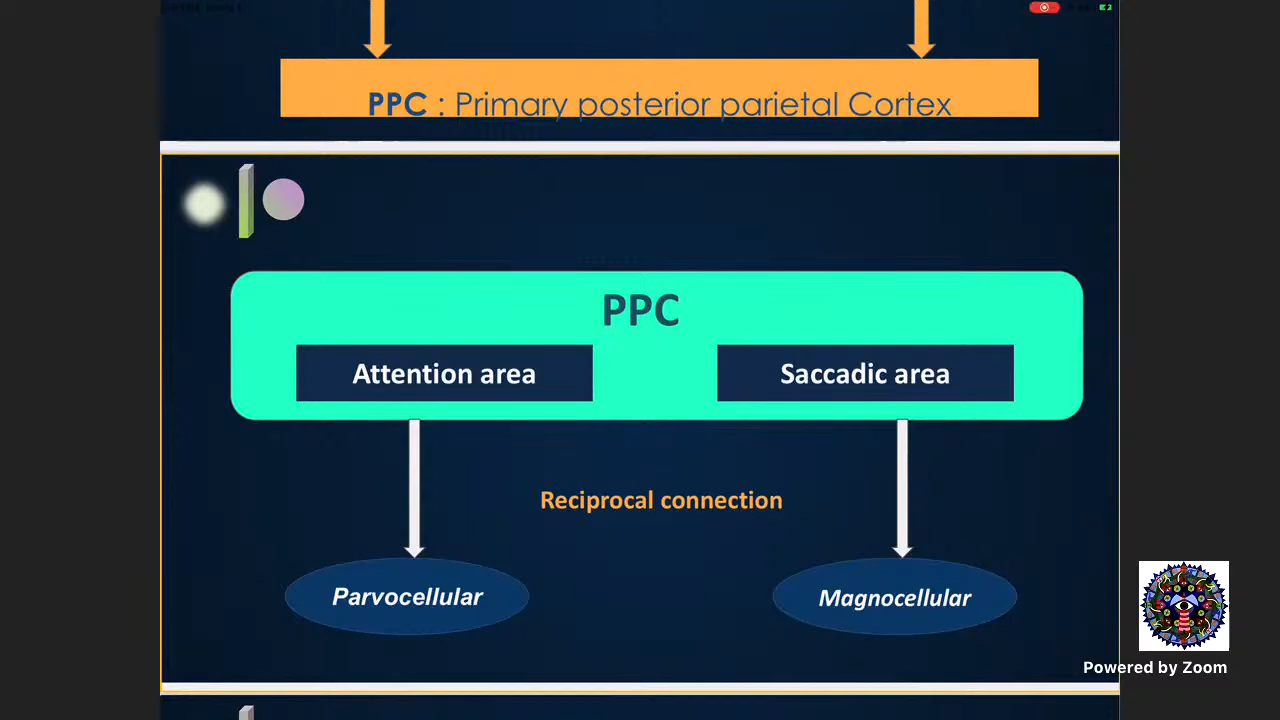 PPC : Primary posterior parietal Cortex
PPC
Attention area
Saccadic area
Reciprocal connection
Parvocellular
Magnocellular
Powered by Zoom